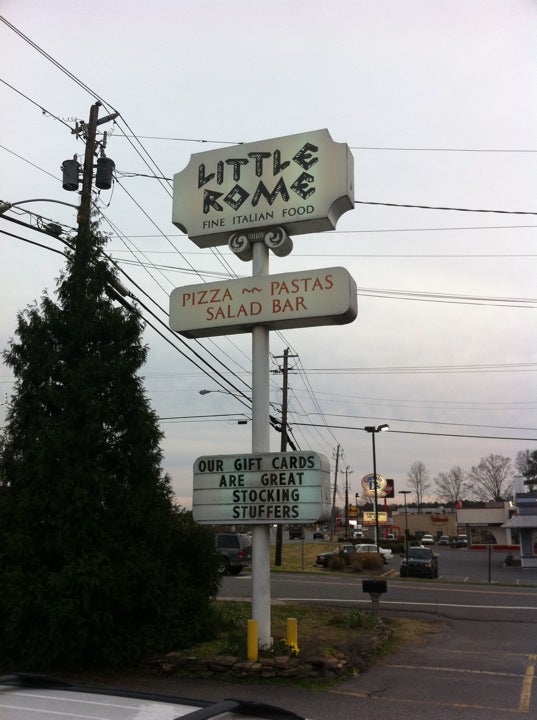 LITTLE
ROME
FINE ITALIAN FOOD
PIZZA ~~ PASTAS
SALAD BAR
OUR GIFT CARDS
ARE GREAT
STOCKING
STUFFERS